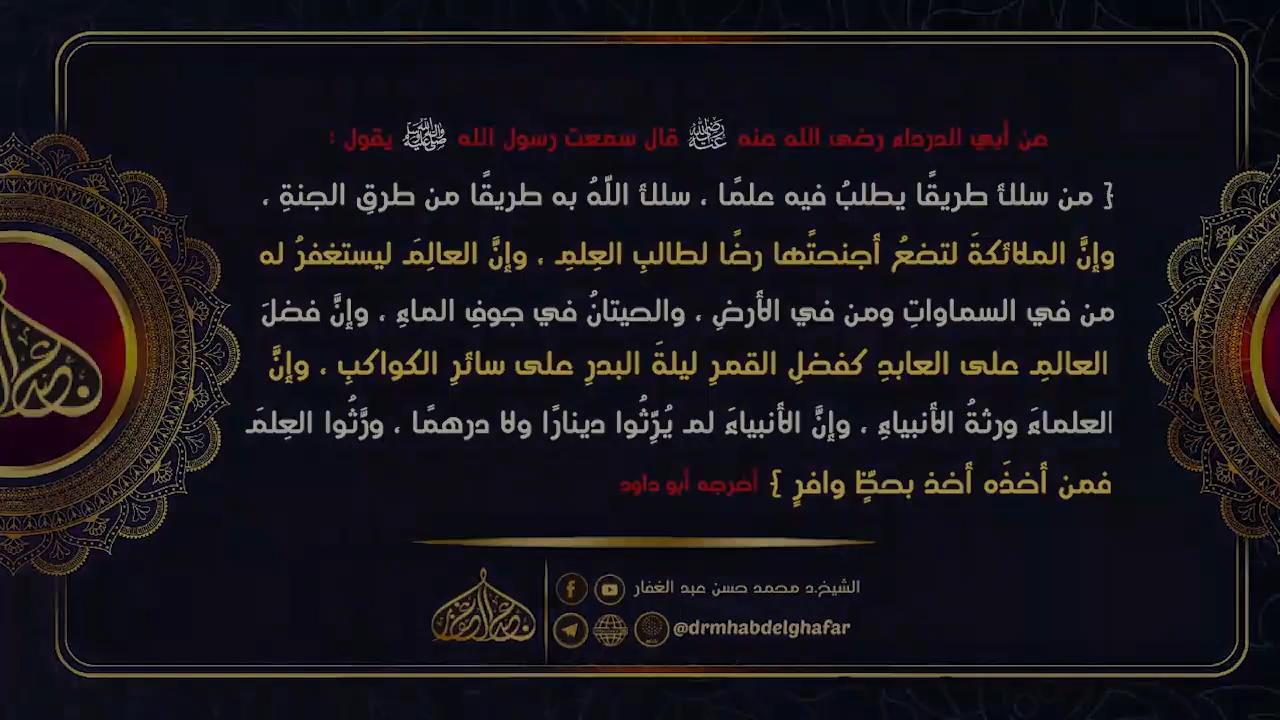 عن أبي الدرداء رضى الله عنه ؓ قال سمعت رسول الله ﷺ يقول :
{ من سلك طريقًا يطلبُ فيه علمًا ، سلك اللّهُ به طريقًا من طرقِ الجنةِ ،
وإنَّ الملائكةَ لتضعُ أجنحتَها رضًا لطالبِ العِلمِ ، وإنَّ العالِمَ ليستغفرُ له
من في السماواتِ ومن في الأرضِ ، والحيتانُ في جوفِ الماءِ ، وإنَّ فضلَ
العالمِ على العابدِ كفضلِ القمرِ ليلةَ البدرِ على سائرِ الكواكبِ ، وإنَّ
العلماءَ ورثةُ الأنبياءِ ، وإنَّ الأنبياءَ لم يُرِّثُوا دينارًا ولا درهمًا ، ورَّثُوا العِلمَ
فمن أخذَه أخذ بحظٍّ وافرٍ } أخرجه أبو داود
الشيخ.د محمد حسن عبد الغفار
@drmhabdelghafar